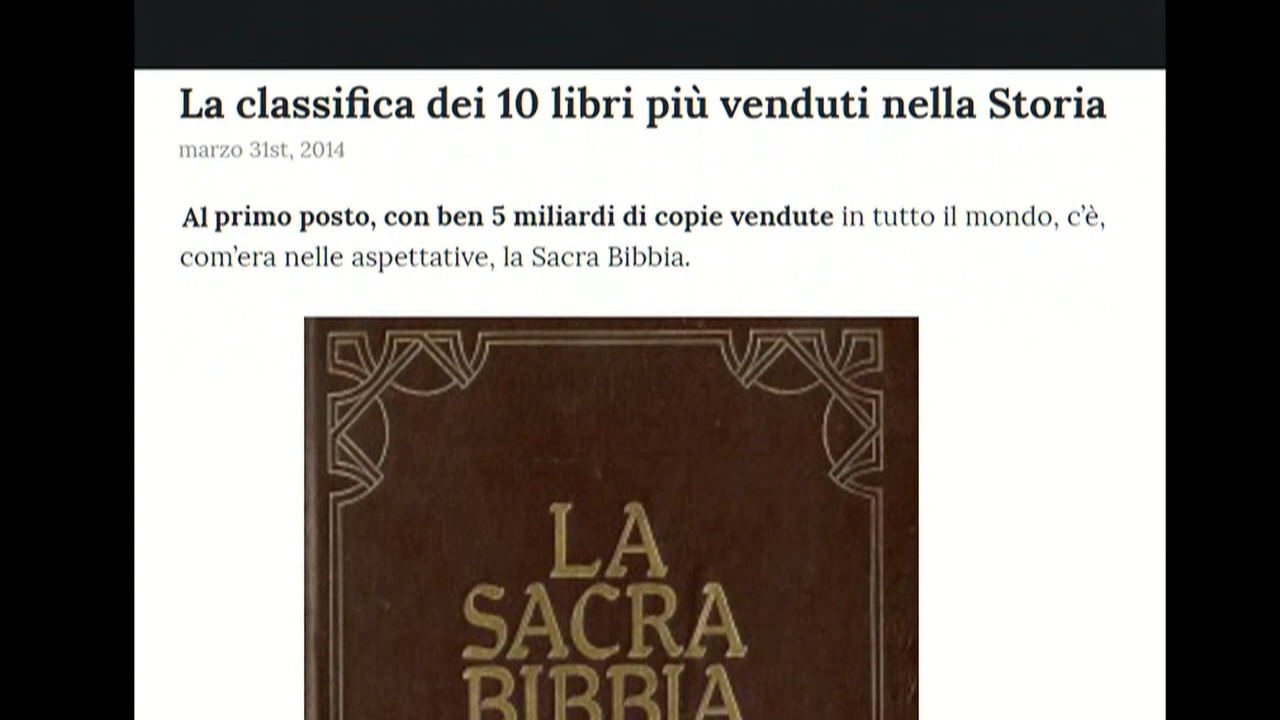 La classifica dei 10 libri più venduti nella Storia
marzo 31st, 2014
Al primo posto, con ben 5 miliardi di copie vendute in tutto il mondo, c’è,
com’era nelle aspettative, la Sacra Bibbia.
LA
SACRA
BIBBIA